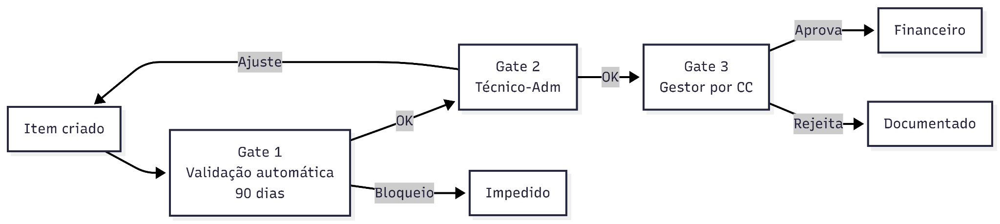 Item criado
Ajuste
Gate 1
Validação automática
90 dias
OK
Bloqueio
Gate 2
Técnico-Adm
Impedido
OK
Gate 3
Gestor por CC
Aprova
Rejeita
Financeiro
Documentado